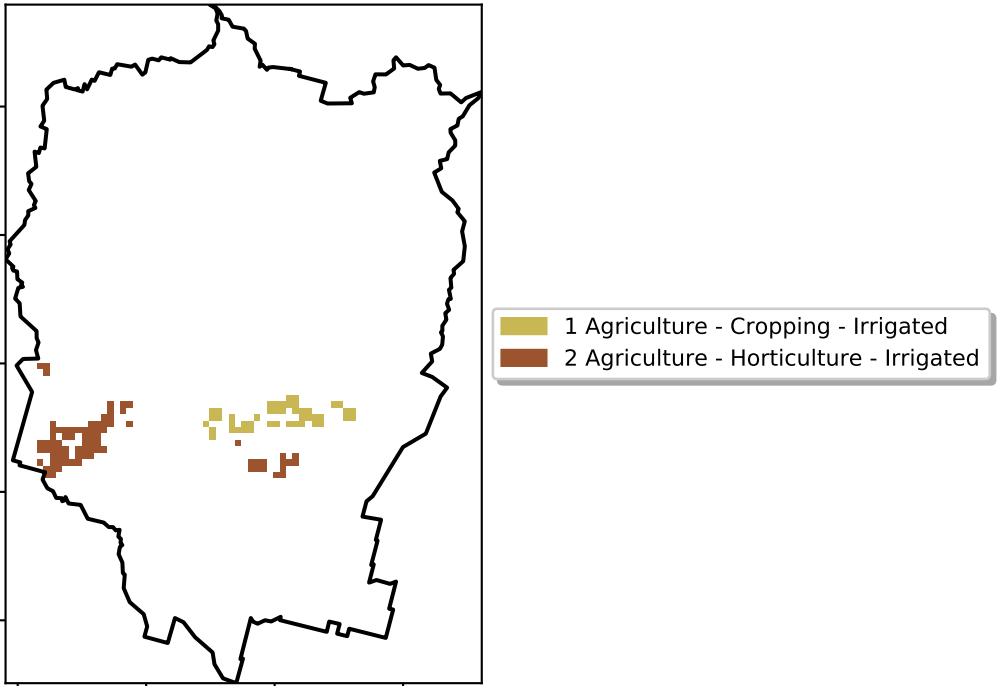 1 Agriculture - Cropping - Irrigated
2 Agriculture - Horticulture - Irrigated